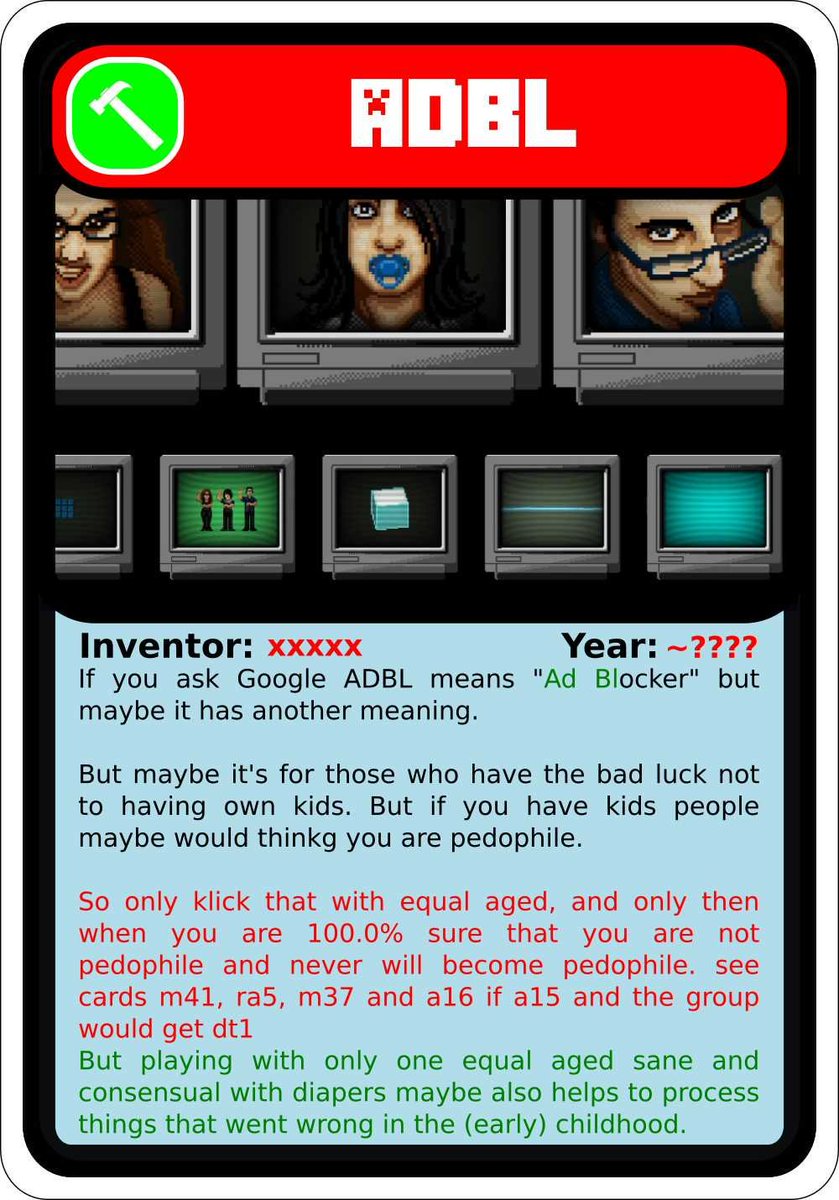 ADBL
Inventor: xxxxx Year: ~????
If you ask Google ADBL means "Ad Blocker" but
maybe it has another meaning.
But maybe it's for those who have the bad luck not
to having own kids. But if you have kids people
maybe would thinkg you are pedophile.
So only klick that with equal aged, and only then
when you are 100.0% sure that you are not
pedophile and never will become pedophile. see
cards m41, ra5, m37 and a16 if a15 and the group
would get dt1
But playing with only one equal aged sane and
consensual with diapers maybe also helps to process
things that went wrong in the (early) childhood.